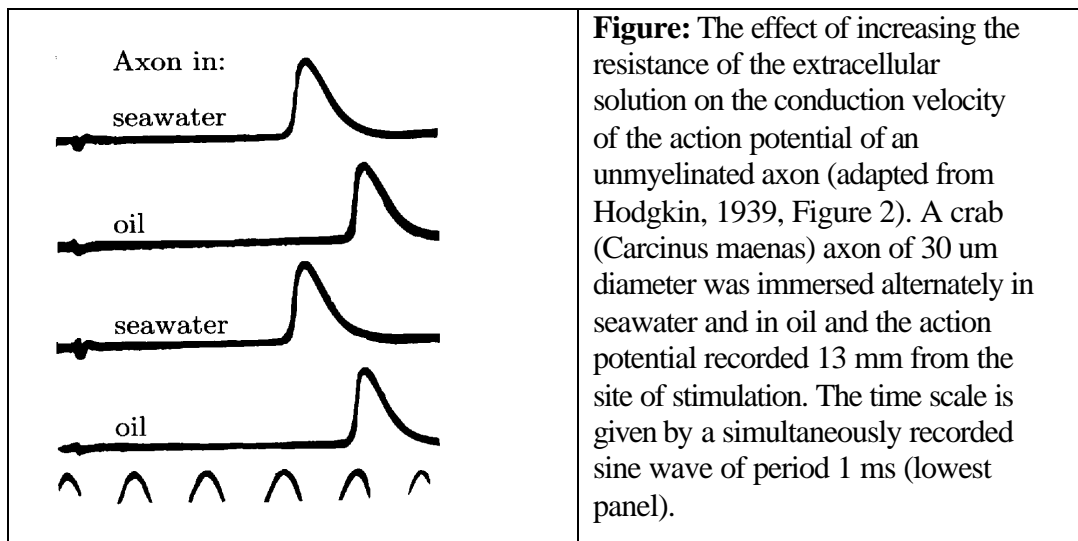 Axon in:
seawater
oil
seawater
oil
Figure: The effect of increasing the
resistance of the extracellular
solution on the conduction velocity
of the action potential of an
unmyelinated axon (adapted from
Hodgkin, 1939, Figure 2). A crab
(Carcinus maenas) axon of 30 um
diameter was immersed alternately in
seawater and in oil and the action
potential recorded 13 mm from the
site of stimulation. The time scale is
given by a simultaneously recorded
sine wave of period 1 ms (lowest
panel).